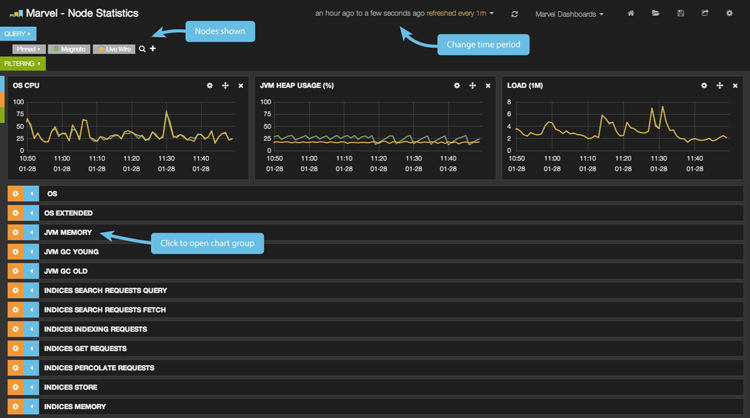 Marvel - Node Statistics
an hour ago to a few seconds ago refreshed every 1m
Marvel Dashboards
QUERY
Nodes shown
Change time period
Pinned
Magneto
Live Wire
FILTERING
OS CPU
JVM HEAP USAGE (%)
LOAD (1M)
100
75
50
25
0
10:50 11:00 11:10 11:20 11:30 11:40
01-28 01-28 01-28 01-28 01-28 01-28
100
75
50
25
0
10:50 11:00 11:10 11:20 11:30 11:40
01-28 01-28 01-28 01-28 01-28 01-28
8
6
4
2
0
10:50 11:00 11:10 11:20 11:30 11:40
01-28 01-28 01-28 01-28 01-28 01-28
OS
OS EXTENDED
JVM MEMORY
Click to open chart group
JVM GC YOUNG
JVM GC OLD
INDICES SEARCH REQUESTS QUERY
INDICES SEARCH REQUESTS FETCH
INDICES INDEXING REQUESTS
INDICES GET REQUESTS
INDICES PERCOLATE REQUESTS
INDICES STORE
INDICES MEMORY